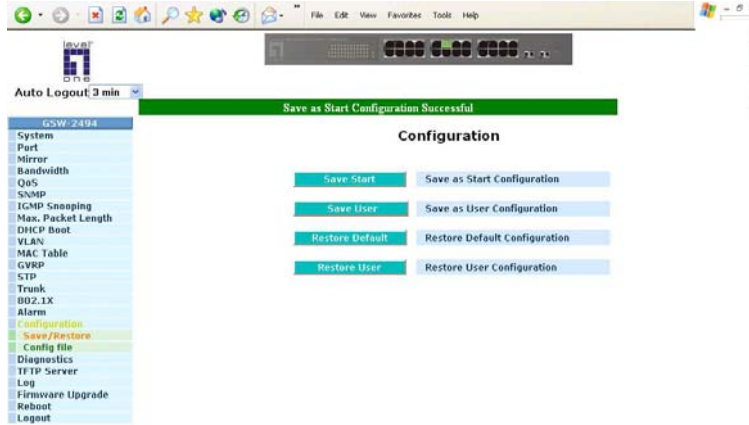 File Edit View Favorites Tools Help
level
one
Auto Logout 3 min
Save as Start Configuration Successful
GSW-2494
System
Port
Mirror
Bandwidth
QoS
SNMP
IGMP Snooping
Max. Packet Length
DHCP Boot
VLAN
MAC Table
GVRP
STP
Trunk
802.1X
Alarm
Configuration
Save/Restore
Config file
Diagnostics
TFTP Server
Log
Firmware Upgrade
Reboot
Logout
Configuration
Save Start Save as Start Configuration
Save User Save as User Configuration
Restore Default Restore Default Configuration
Restore User Restore User Configuration